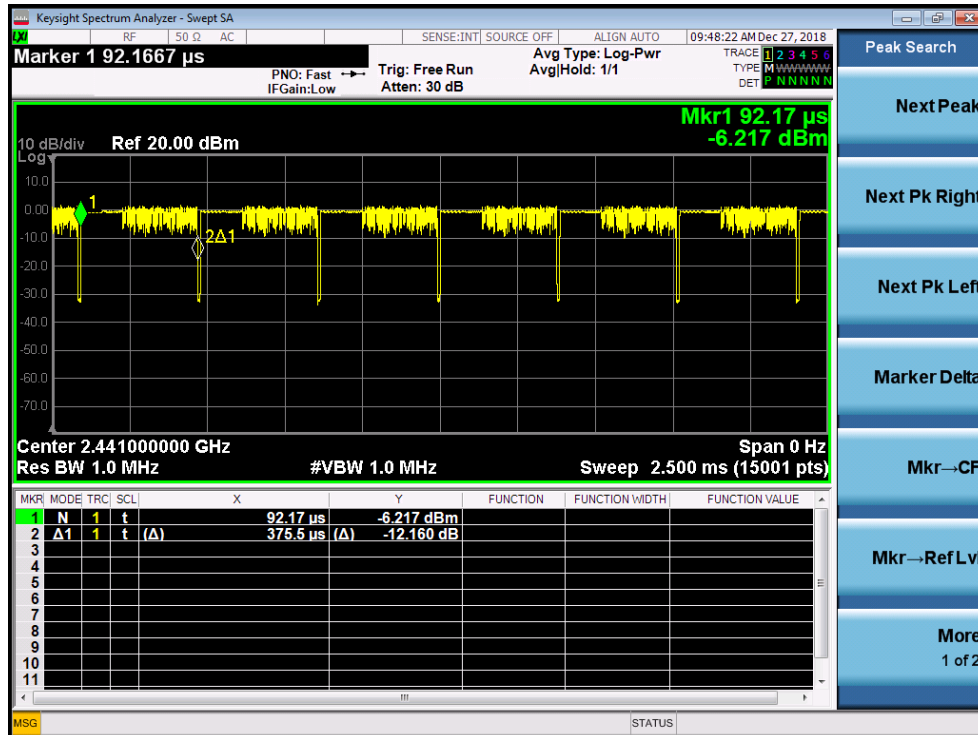 Keysight Spectrum Analyzer - Swept SA
LXI RF 50 Ω AC SENSE:INT SOURCE OFF ALIGN AUTO 09:48:22 AM Dec 27, 2018
Marker 1 92.1667 µs
PNO: Fast
IFGain:Low
Trig: Free Run
Atten: 30 dB
Avg Type: Log-Pwr
Avg|Hold: 1/1
TRACE 1 2 3 4 5 6
TYPE M WWWWW
DET P N N N N N
Mkr1 92.17 µs
-6.217 dBm
10 dB/div Ref 20.00 dBm
Log
10.0
0.00
-10.0
-20.0
-30.0
-40.0
-50.0
-60.0
-70.0
1
2Δ1
Center 2.441000000 GHz Span 0 Hz
Res BW 1.0 MHz #VBW 1.0 MHz Sweep 2.500 ms (15001 pts)
MKR MODE TRC SCL X Y FUNCTION FUNCTION WIDTH FUNCTION VALUE
1 N 1 t 92.17 µs -6.217 dBm
2 Δ1 1 t (Δ) 375.5 µs (Δ) -12.160 dB
3
4
5
6
7
8
9
10
11
MSG STATUS
Peak Search
Next Peak
Next Pk Right
Next Pk Left
Marker Delta
Mkr→CF
Mkr→Ref Lvl
More
1 of 2